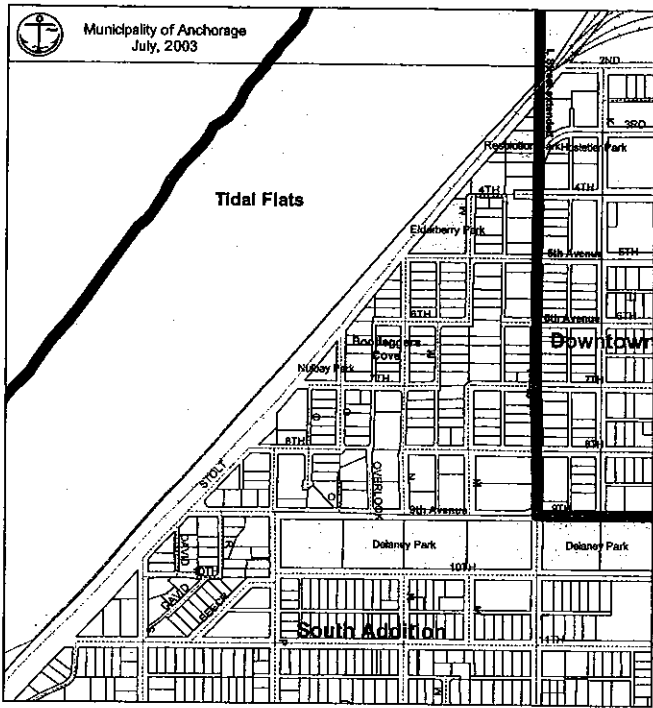 Municipality of Anchorage
July, 2003
Tidal Flats
L Street extended
2ND
K
3RD
Resolution Park
Hostetler Park
4TH
4TH
M
Elderberry Park
5th Avenue
5TH
6TH
6th Avenue
6TH
Bootleggers
Cove
M
Downtown
Nulbay Park
7TH
7TH
O
O
8TH
8TH
STOLT
OVERLOOK
N
M
O
9th Avenue
9TH
DAVID
R
Delaney Park
Delaney Park
10TH
10TH
DAVID
BEECH
S
N
M
South Addition
P
11TH
N